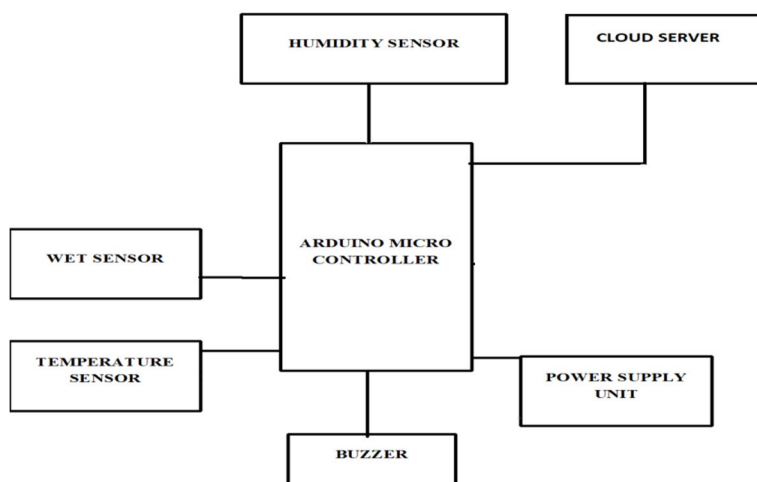 HUMIDITY SENSOR
CLOUD SERVER
ARDUINO MICRO
CONTROLLER
WET SENSOR
TEMPERATURE
SENSOR
POWER SUPPLY
UNIT
BUZZER